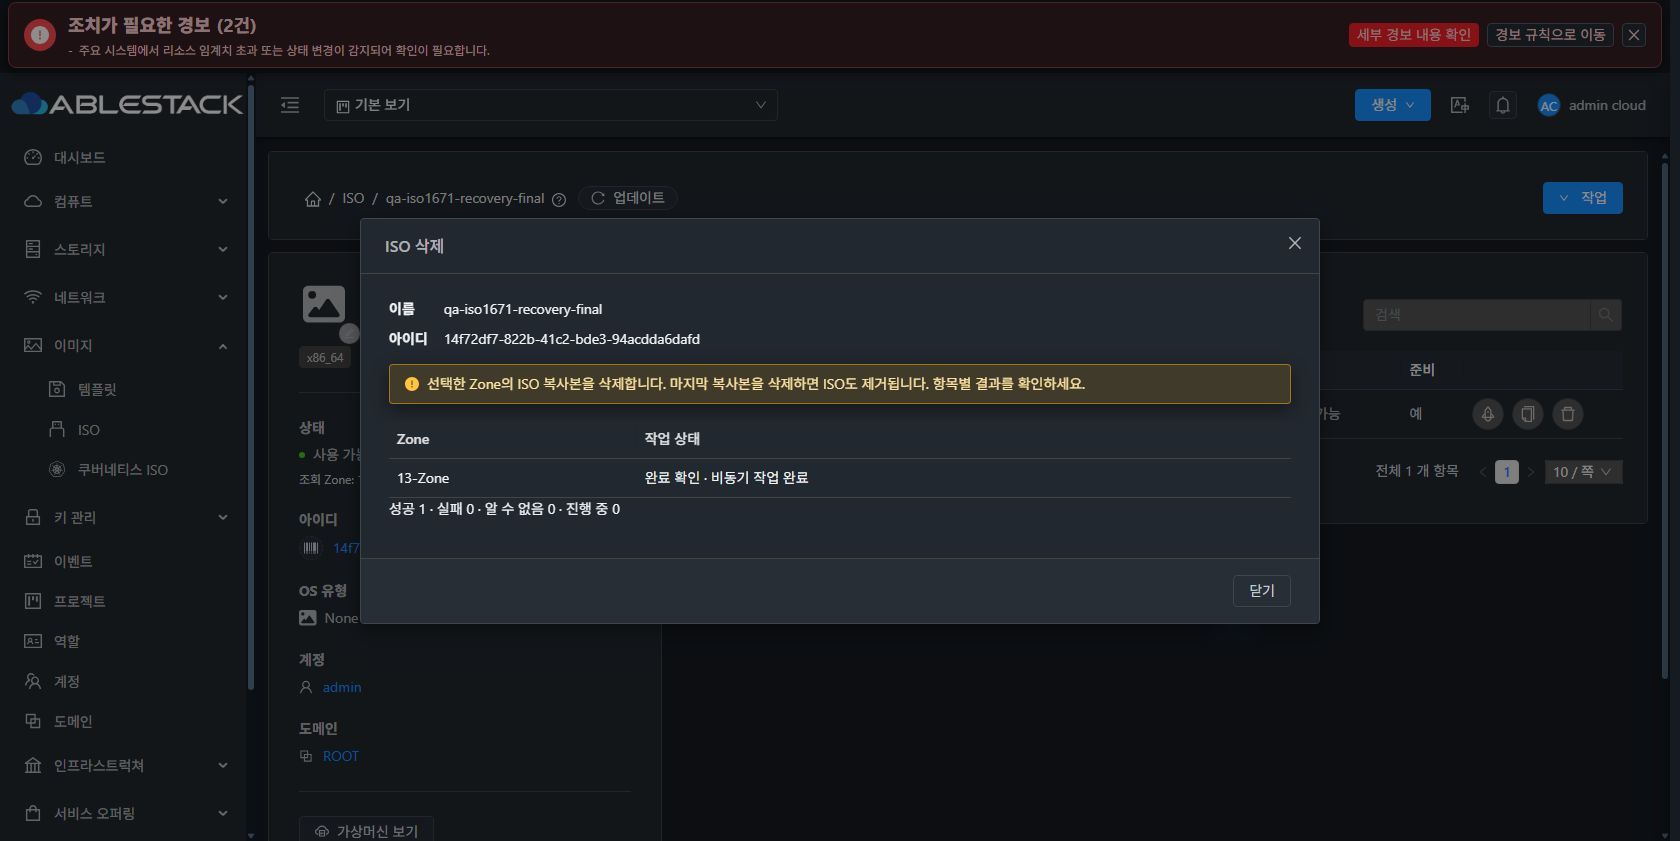 조치가 필요한 경보 (2건)
- 주요 시스템에서 리소스 임계치 초과 또는 상태 변경이 감지되어 확인이 필요합니다.
세부 경보 내용 확인
경보 규칙으로 이동
ABLESTACK
기본 보기
생성
AC
admin cloud
대시보드
컴퓨트
스토리지
네트워크
이미지
템플릿
ISO
쿠버네티스 ISO
키 관리
이벤트
프로젝트
역할
계정
도메인
인프라스트럭쳐
서비스 오퍼링
/ ISO / qa-iso1671-recovery-final
업데이트
작업
x86_64
상태
사용 가능
조회 Zone:
아이디
14f7
OS 유형
None
계정
admin
도메인
ROOT
가상머신 보기
ISO 삭제
이름 qa-iso1671-recovery-final
아이디 14f72df7-822b-41c2-bde3-94acdda6dafd
선택한 Zone의 ISO 복사본을 삭제합니다. 마지막 복사본을 삭제하면 ISO도 제거됩니다. 항목별 결과를 확인하세요.
Zone 작업 상태
13-Zone 완료 확인 · 비동기 작업 완료
성공 1 · 실패 0 · 알 수 없음 0 · 진행 중 0
닫기
검색
준비
가능 예
전체 1 개 항목
1
10 / 쪽